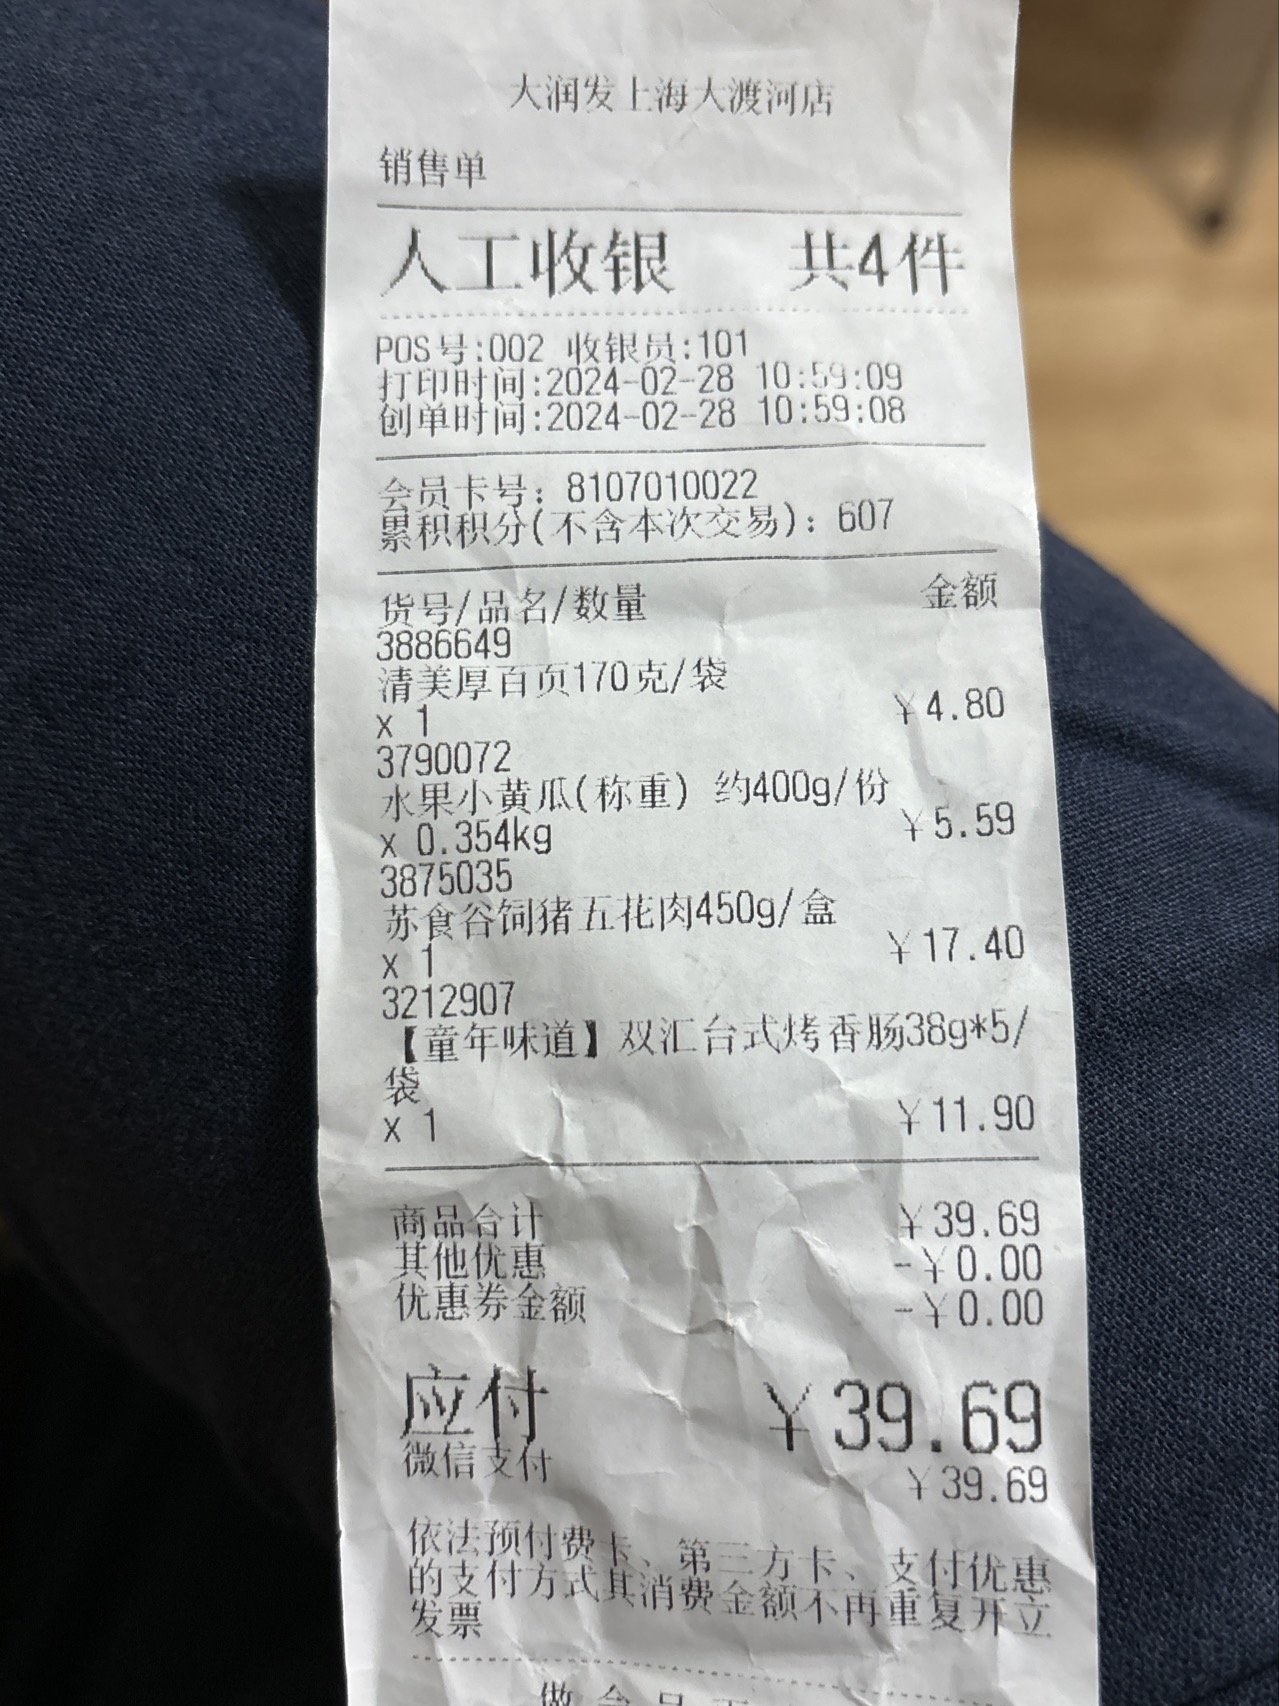 大润发上海大渡河店
销售单
人工收银 共4件
POS号:002 收银员:101
打印时间:2024-02-28 10:59:09
创单时间:2024-02-28 10:59:08
会员卡号：8107010022
累积积分(不含本次交易)：607
货号/品名/数量 金额
3886649
清美厚百页170克/袋
x 1 ￥4.80
3790072
水果小黄瓜(称重) 约400g/份
x 0.354kg ￥5.59
3875035
苏食谷饲猪五花肉450g/盒
x 1 ￥17.40
3212907
【童年味道】双汇台式烤香肠38g*5/
袋
x 1 ￥11.90
商品合计 ￥39.69
其他优惠 -￥0.00
优惠券金额 -￥0.00
应付 ￥39.69
微信支付 ￥39.69
依法预付费卡、第三方卡、支付优惠
的支付方式其消费金额不再重复开立
发票